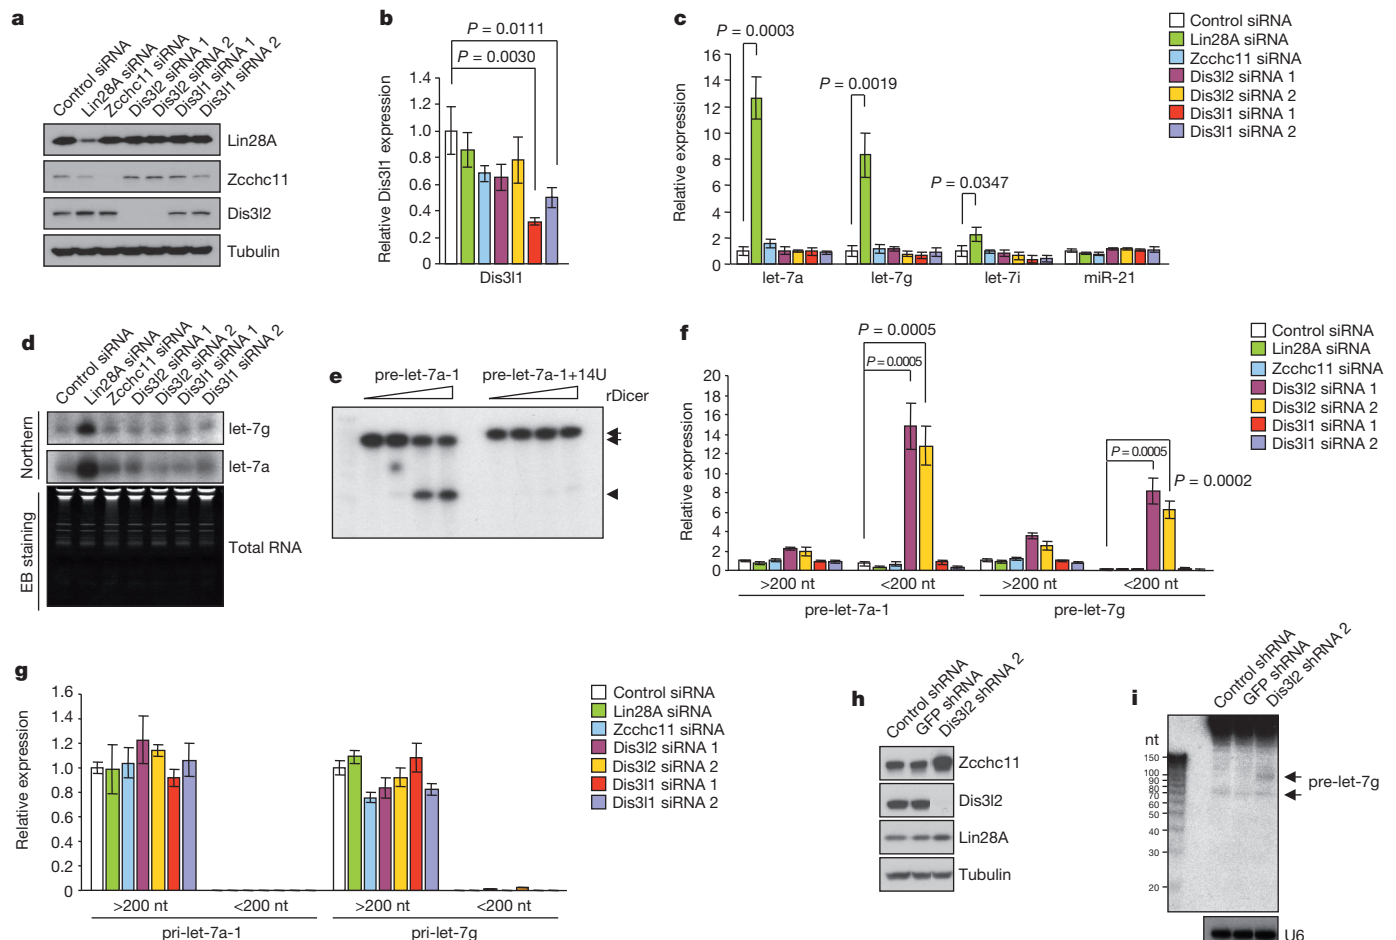 a
Control siRNA
Lin28A siRNA
Zcchc11 siRNA
Dis3l2 siRNA 1
Dis3l2 siRNA 2
Dis3l1 siRNA 1
Dis3l1 siRNA 2
Lin28A
Zcchc11
Dis3l2
Tubulin
b
P = 0.0111
P = 0.0030
Relative Dis3l1 expression
1.4
1.2
1.0
0.8
0.6
0.4
0.2
0
Dis3l1
c
P = 0.0003
P = 0.0019
P = 0.0347
Relative expression
16
14
12
10
8
6
4
2
0
let-7a
let-7g
let-7i
miR-21
Control siRNA
Lin28A siRNA
Zcchc11 siRNA
Dis3l2 siRNA 1
Dis3l2 siRNA 2
Dis3l1 siRNA 1
Dis3l1 siRNA 2
d
Control siRNA
Lin28A siRNA
Zcchc11 siRNA
Dis3l2 siRNA 1
Dis3l2 siRNA 2
Dis3l1 siRNA 1
Dis3l1 siRNA 2
Northern
let-7g
let-7a
EB staining
Total RNA
e
pre-let-7a-1
pre-let-7a-1+14U
rDicer
f
P = 0.0005
P = 0.0005
P = 0.0005
P = 0.0002
Relative expression
20
18
16
14
12
10
8
6
4
2
0
>200 nt
<200 nt
>200 nt
<200 nt
pre-let-7a-1
pre-let-7g
Control siRNA
Lin28A siRNA
Zcchc11 siRNA
Dis3l2 siRNA 1
Dis3l2 siRNA 2
Dis3l1 siRNA 1
Dis3l1 siRNA 2
g
Relative expression
1.6
1.4
1.2
1.0
0.8
0.6
0.4
0.2
0
>200 nt
<200 nt
>200 nt
<200 nt
pri-let-7a-1
pri-let-7g
Control siRNA
Lin28A siRNA
Zcchc11 siRNA
Dis3l2 siRNA 1
Dis3l2 siRNA 2
Dis3l1 siRNA 1
Dis3l1 siRNA 2
h
Control shRNA
GFP shRNA
Dis3l2 shRNA 2
Zcchc11
Dis3l2
Lin28A
Tubulin
i
Control shRNA
GFP shRNA
Dis3l2 shRNA 2
nt
150
100
90
80
70
60
50
40
30
20
pre-let-7g
U6